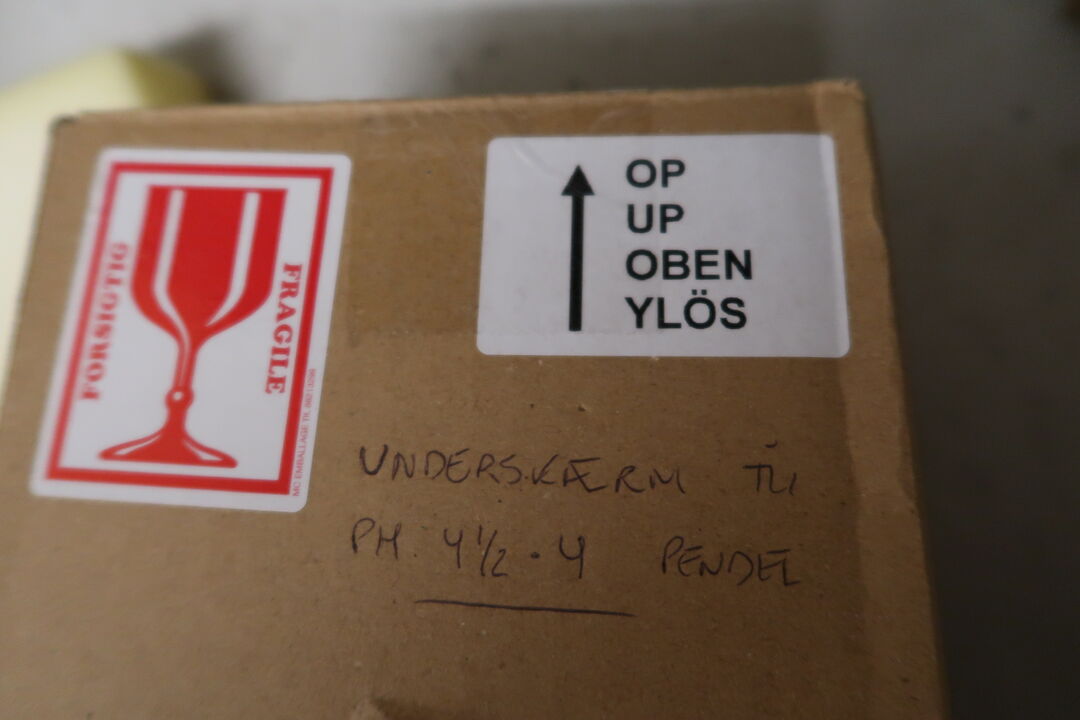 FORSIGTIG
FRAGILE
OP
UP
OBEN
YLÖS
UNDERSKÆRM TIL
PH 4½ · 4 PENDEL